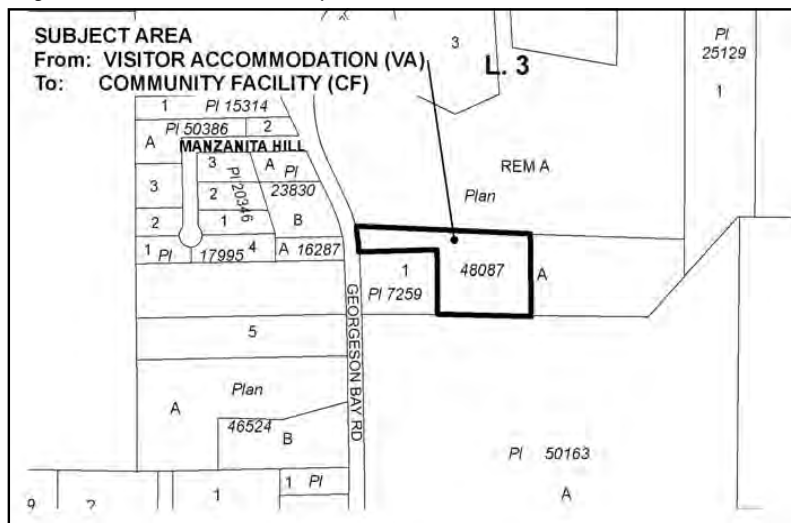 SUBJECT AREA
From: VISITOR ACCOMMODATION (VA)
To: COMMUNITY FACILITY (CF)
3
L. 3
Pl
25129
1
1 Pl 15314
Pl 50386 2
A
MANZANITA HILL
3 A Pl
Pl 20346
3 2 23830
REM A
Plan
2 1 B
1 Pl 17995 4 A 16287
1
Pl 7259
48087
A
GEORGESON BAY RD
5
Plan
A
46524
B
Pl 50163
A
1 Pl
9 1